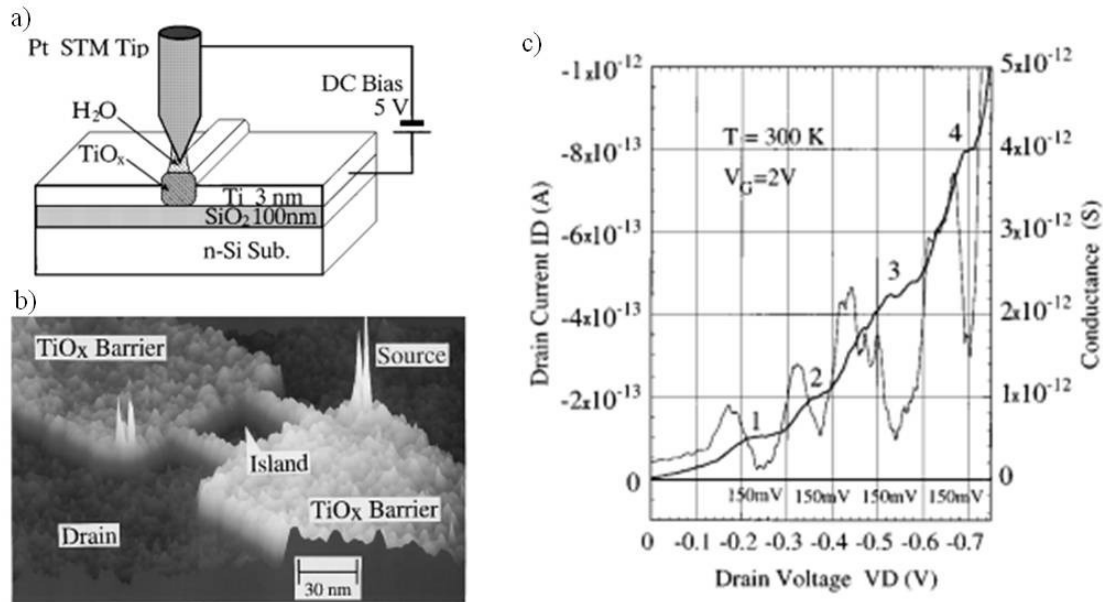 a)
Pt STM Tip
H₂O
TiOₓ
DC Bias
5 V
Ti 3 nm
SiO₂ 100nm
n-Si Sub.
b)
TiOx Barrier
Source
Island
TiOx Barrier
Drain
30 nm
c)
Drain Current ID (A)
-1x10⁻¹²
-8x10⁻¹³
-6x10⁻¹³
-4x10⁻¹³
-2x10⁻¹³
0
T = 300 K
V_G=2V
1
2
3
4
150mV 150mV 150mV 150mV
5x10⁻¹²
4x10⁻¹²
3x10⁻¹²
2x10⁻¹²
1x10⁻¹²
0
Conductance (S)
0 -0.1 -0.2 -0.3 -0.4 -0.5 -0.6 -0.7
Drain Voltage VD (V)